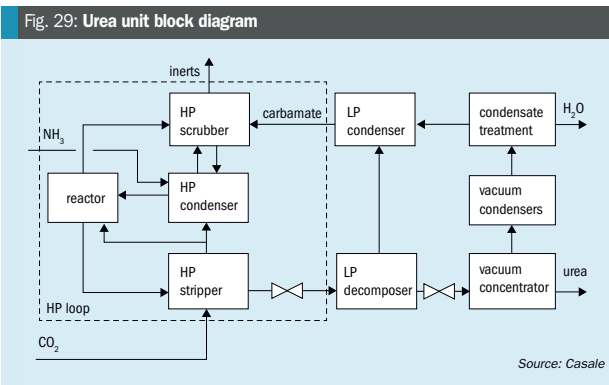 Fig. 29: Urea unit block diagram
inerts
HP
scrubber
carbamate
LP
condenser
condensate
treatment
H₂O
NH₃
reactor
HP
condenser
vacuum
condensers
HP
stripper
LP
decomposer
vacuum
concentrator
urea
HP loop
CO₂
Source: Casale